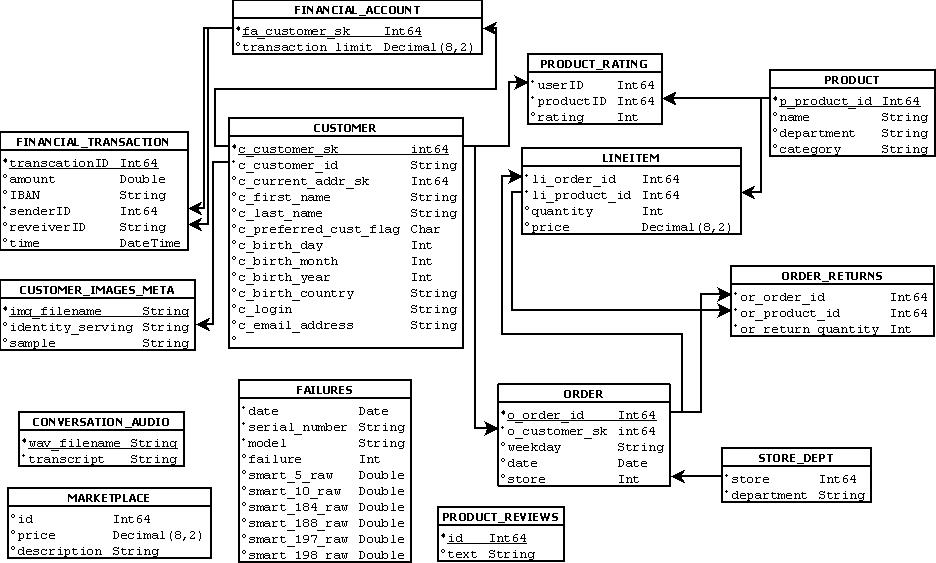 FINANCIAL_ACCOUNT
fa_customer_sk Int64
transaction_limit Decimal(8,2)
PRODUCT_RATING
userID Int64
productID Int64
rating Int
PRODUCT
p_product_id Int64
name String
department String
category String
FINANCIAL_TRANSACTION
transcationID Int64
amount Double
IBAN String
senderID Int64
reveiverID String
time DateTime
CUSTOMER
c_customer_sk int64
c_customer_id String
c_current_addr_sk Int64
c_first_name String
c_last_name String
c_preferred_cust_flag Char
c_birth_day Int
c_birth_month Int
c_birth_year Int
c_birth_country String
c_login String
c_email_address String
LINEITEM
li_order_id Int64
li_product_id Int64
quantity Int
price Decimal(8,2)
CUSTOMER_IMAGES_META
img_filename String
identity_serving String
sample String
ORDER_RETURNS
or_order_id Int64
or_product_id Int64
or_return_quantity Int
FAILURES
date Date
serial_number String
model String
failure Int
smart_5_raw Double
smart_10_raw Double
smart_184_raw Double
smart_188_raw Double
smart_197_raw Double
smart_198_raw Double
ORDER
o_order_id Int64
o_customer_sk int64
weekday String
date Date
store Int
CONVERSATION_AUDIO
wav_filename String
transcript String
STORE_DEPT
store Int64
department String
MARKETPLACE
id Int64
price Decimal(8,2)
description String
PRODUCT_REVIEWS
id Int64
text String